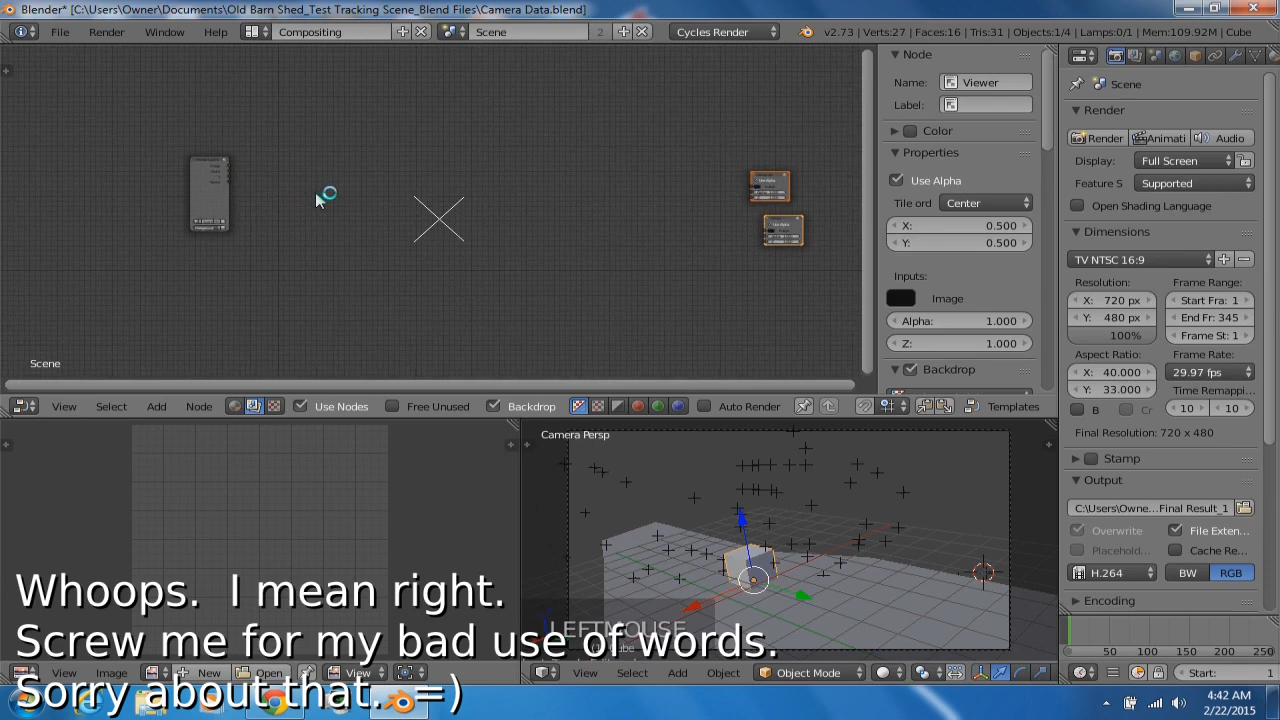 Blender* [C:\Users\Owner\Documents\Old Barn Shed_Test Tracking Scene_Blend Files\Camera Data.blend]
File Render Window Help Compositing Scene 2 Cycles Render v2.73 | Verts:27 | Faces:16 | Tris:31 | Objects:1/4 | Lamps:0/1 | Mem:109.92M | Cube
Node
Name: Viewer
Label:
Color
Properties
Use Alpha
Tile ord Center
X: 0.500
Y: 0.500
Inputs:
Image
Alpha: 1.000
Z: 1.000
Backdrop
Scene
View Select Add Node Use Nodes Free Unused Backdrop Auto Render Templates
Scene
Render
Render Animati Audio
Display: Full Screen
Feature S Supported
Open Shading Language
Dimensions
TV NTSC 16:9
Resolution: Frame Range:
X: 720 px Start Fra: 1
Y: 480 px End Fr: 345
100% Frame St: 1
Aspect Ratio: Frame Rate:
X: 40.000 29.97 fps
Y: 33.000 Time Remappi...
B Cr 10 10
Final Resolution: 720 x 480
Stamp
Output
C:\Users\Owne...Final Result_1
Overwrite File Exten...
Placehold... Cache Re...
H.264 BW RGB
Encoding
50 100 150 200 250
Start: 1
Camera Persp
LEFTMOUSE
(1) Cube
View Image New Open View
View Select Add Object Object Mode
Whoops. I mean right.
Screw me for my bad use of words.
Sorry about that. =)
4:42 AM
2/22/2015